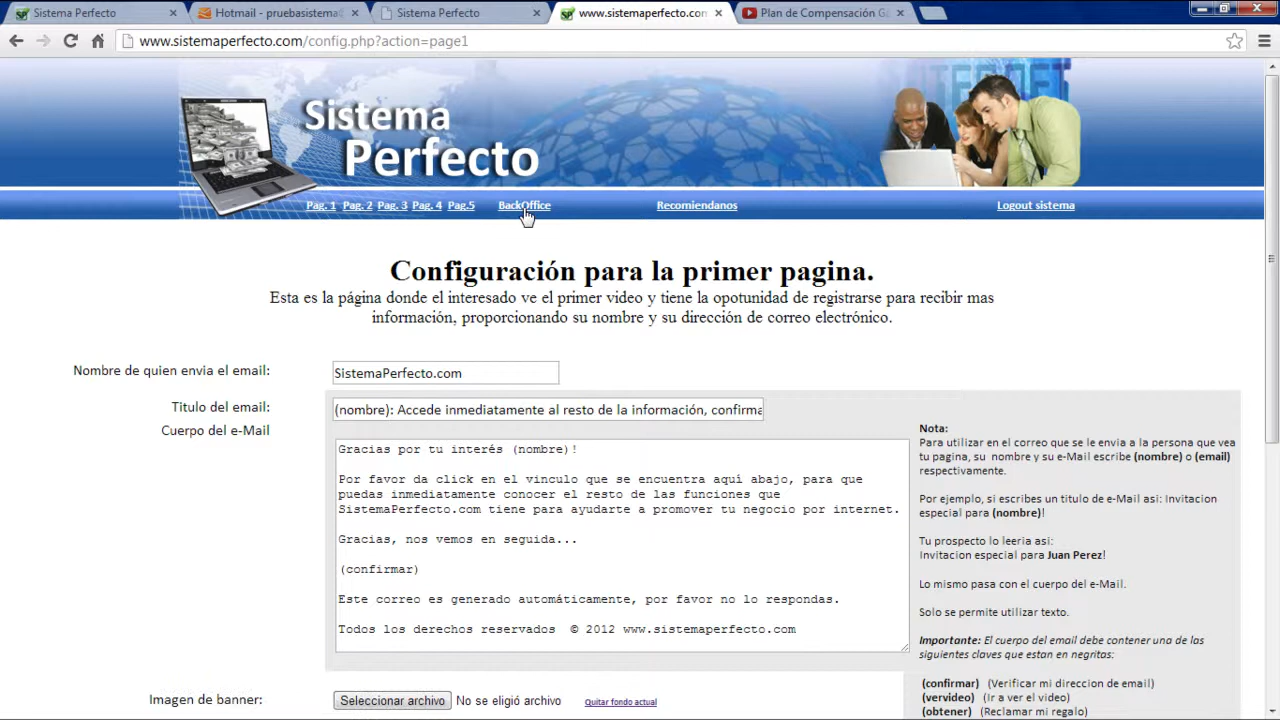 Sistema Perfecto
Hotmail - pruebasistema@
Sistema Perfecto
www.sistemaperfecto.com
Plan de Compensación Ga
www.sistemaperfecto.com/config.php?action=page1
Sistema
Perfecto
Pag. 1 Pag. 2 Pag. 3 Pag. 4 Pag.5 BackOffice Recomiendanos Logout sistema
Configuración para la primer pagina.
Esta es la página donde el interesado ve el primer video y tiene la opotunidad de registrarse para recibir mas
información, proporcionando su nombre y su dirección de correo electrónico.
Nombre de quien envia el email:
SistemaPerfecto.com
Titulo del email:
(nombre): Accede inmediatamente al resto de la información, confirma
Cuerpo del e-Mail
Gracias por tu interés (nombre)!
Por favor da click en el vinculo que se encuentra aquí abajo, para que
puedas inmediatamente conocer el resto de las funciones que
SistemaPerfecto.com tiene para ayudarte a promover tu negocio por internet.
Gracias, nos vemos en seguida...
(confirmar)
Este correo es generado automáticamente, por favor no lo respondas.
Todos los derechos reservados © 2012 www.sistemaperfecto.com
Nota:
Para utilizar en el correo que se le envia a la persona que vea
tu pagina, su nombre y su e-Mail escribe (nombre) o (email)
respectivamente.
Por ejemplo, si escribes un titulo de e-Mail asi: Invitacion
especial para (nombre)!
Tu prospecto lo leeria asi:
Invitacion especial para Juan Perez!
Lo mismo pasa con el cuerpo del e-Mail.
Solo se permite utilizar texto.
Importante: El cuerpo del email debe contener una de las
siguientes claves que estan en negritas:
(confirmar) (Verificar mi direccion de email)
(vervideo) (Ir a ver el video)
(obtener) (Reclamar mi regalo)
Imagen de banner:
Seleccionar archivo No se eligió archivo Quitar fondo actual